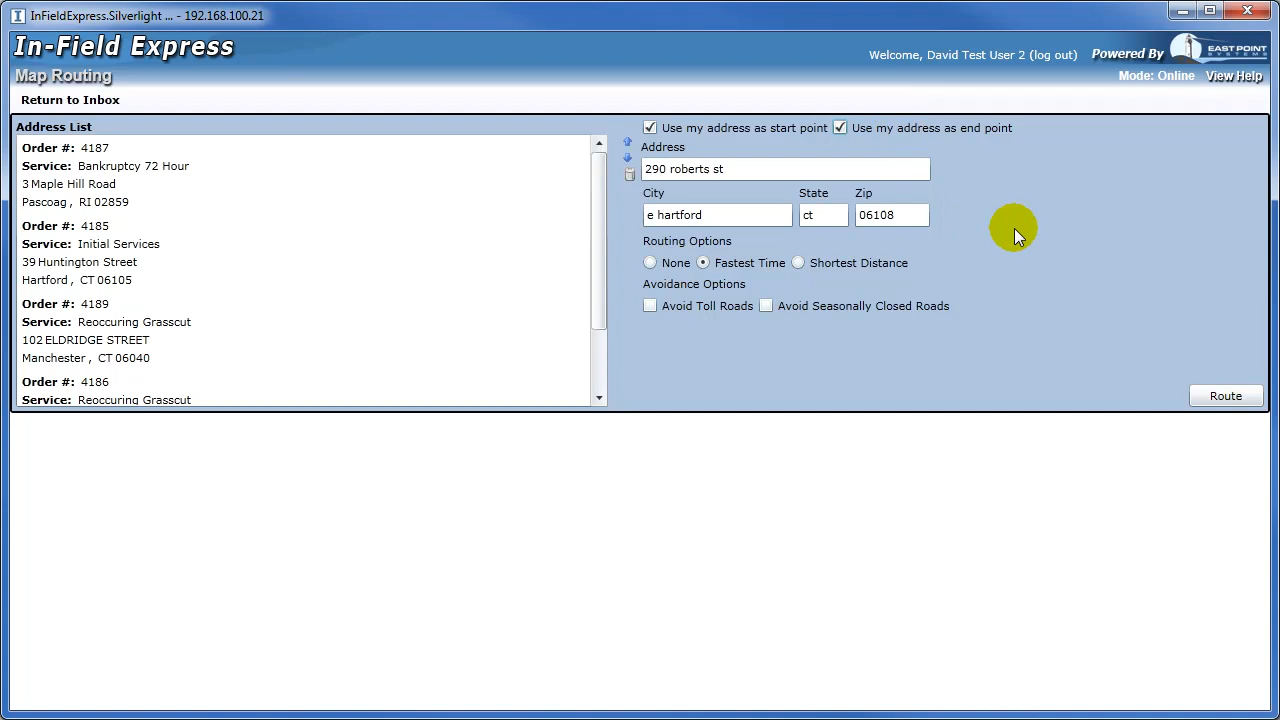 InFieldExpress.Silverlight ... - 192.168.100.21
In-Field Express
Welcome, David Test User 2 (log out)
Powered By
EAST POINT
SYSTEMS
Map Routing
Mode: Online
View Help
Return to Inbox
Address List
Order #: 4187
Service: Bankruptcy 72 Hour
3 Maple Hill Road
Pascoag , RI 02859
Order #: 4185
Service: Initial Services
39 Huntington Street
Hartford , CT 06105
Order #: 4189
Service: Reoccuring Grasscut
102 ELDRIDGE STREET
Manchester , CT 06040
Order #: 4186
Service: Reoccuring Grasscut
Use my address as start point
Use my address as end point
Address
290 roberts st
City State Zip
e hartford ct 06108
Routing Options
None Fastest Time Shortest Distance
Avoidance Options
Avoid Toll Roads Avoid Seasonally Closed Roads
Route